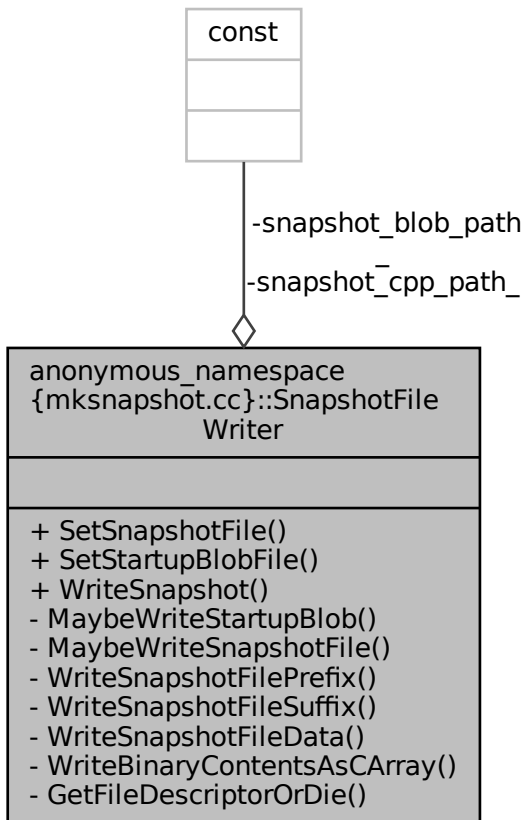 const
-snapshot_blob_path
_
-snapshot_cpp_path_
anonymous_namespace
{mksnapshot.cc}::SnapshotFile
Writer
+ SetSnapshotFile()
+ SetStartupBlobFile()
+ WriteSnapshot()
- MaybeWriteStartupBlob()
- MaybeWriteSnapshotFile()
- WriteSnapshotFilePrefix()
- WriteSnapshotFileSuffix()
- WriteSnapshotFileData()
- WriteBinaryContentsAsCArray()
- GetFileDescriptorOrDie()